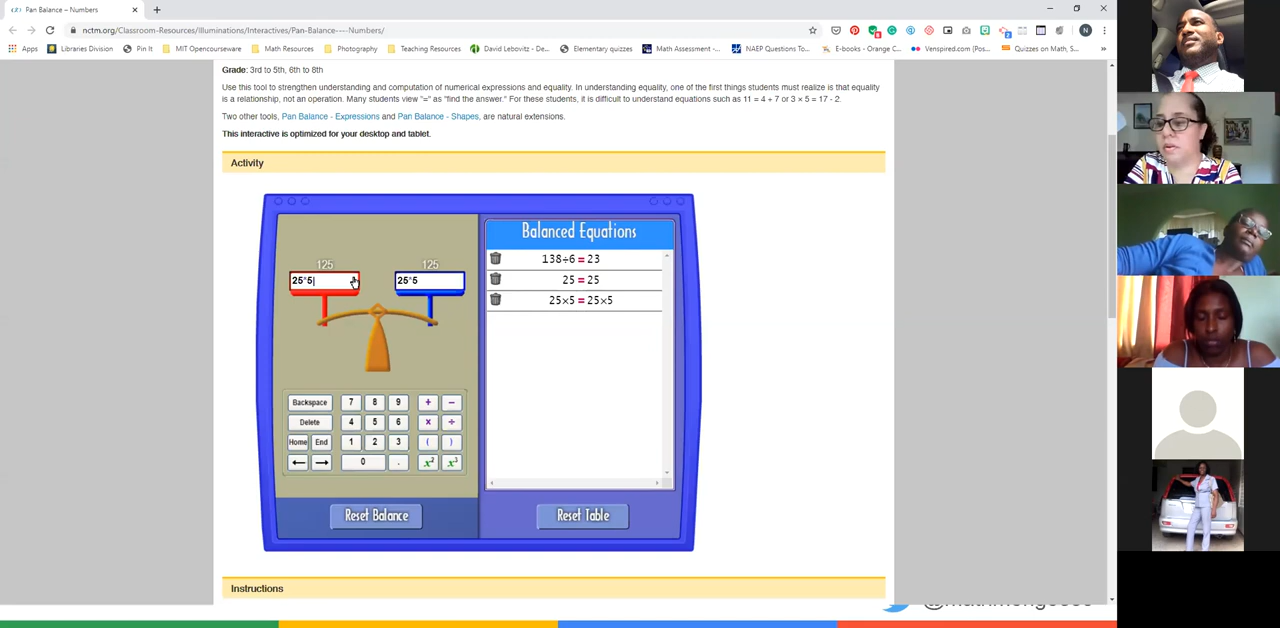 Pan Balance – Numbers
nctm.org/Classroom-Resources/Illuminations/Interactives/Pan-Balance----Numbers/
Apps Libraries Division Pin It MIT Opencourseware Math Resources Photography Teaching Resources David Lebovitz - De... Elementary quizzes Math Assessment -... NAEP Questions To... E-books - Orange C... Venspired.com (Pos... Quizzes on Math, S... »
Grade: 3rd to 5th, 6th to 8th
Use this tool to strengthen understanding and computation of numerical expressions and equality. In understanding equality, one of the first things students must realize is that equality
is a relationship, not an operation. Many students view "=" as "find the answer." For these students, it is difficult to understand equations such as 11 = 4 + 7 or 3 × 5 = 17 - 2.
Two other tools, Pan Balance - Expressions and Pan Balance - Shapes, are natural extensions.
This interactive is optimized for your desktop and tablet.
Activity
Balanced Equations
138÷6 = 23
25 = 25
25×5 = 25×5
125 125
25*5 25*5
Backspace 7 8 9 + −
Delete 4 5 6 x ÷
Home End 1 2 3 ( )
← → 0 . x² x³
Reset Balance Reset Table
Instructions